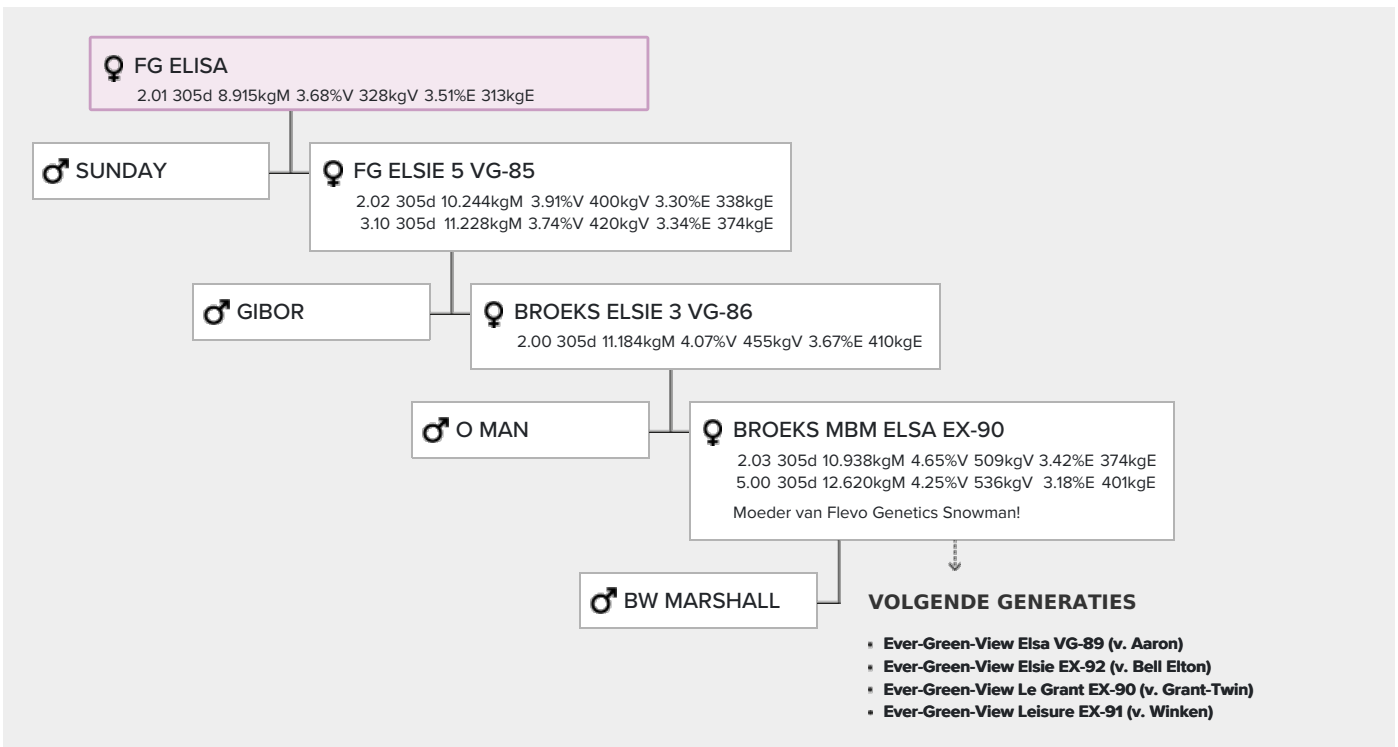 FG ELISA
2.01 305d 8.915kgM 3.68%V 328kgV 3.51%E 313kgE
SUNDAY
FG ELSIE 5 VG-85
2.02 305d 10.244kgM 3.91%V 400kgV 3.30%E 338kgE
3.10 305d 11.228kgM 3.74%V 420kgV 3.34%E 374kgE
GIBOR
BROEKS ELSIE 3 VG-86
2.00 305d 11.184kgM 4.07%V 455kgV 3.67%E 410kgE
O MAN
BROEKS MBM ELSA EX-90
2.03 305d 10.938kgM 4.65%V 509kgV 3.42%E 374kgE
5.00 305d 12.620kgM 4.25%V 536kgV 3.18%E 401kgE
Moeder van Flevo Genetics Snowman!
BW MARSHALL
VOLGENDE GENERATIES
▪ Ever-Green-View Elsa VG-89 (v. Aaron)
▪ Ever-Green-View Elsie EX-92 (v. Bell Elton)
▪ Ever-Green-View Le Grant EX-90 (v. Grant-Twin)
▪ Ever-Green-View Leisure EX-91 (v. Winken)